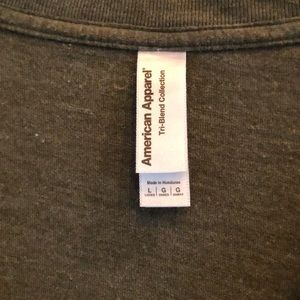 American Apparel®
Tri-Blend Collection
Made in Honduras
L G G